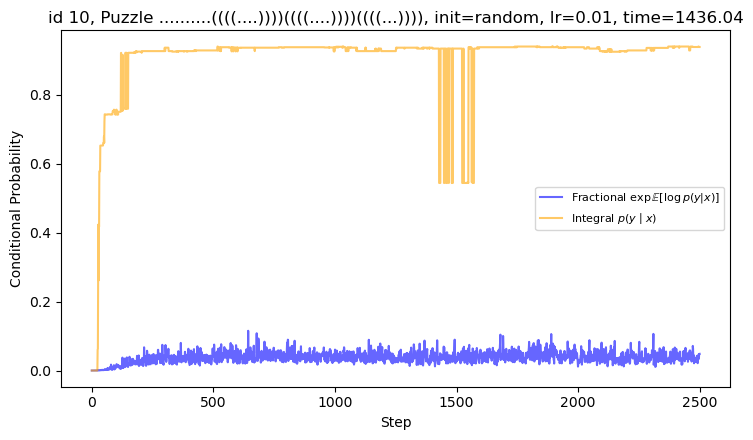 id 10, Puzzle ..........((((....))))((((....))))((((...)))), init=random, lr=0.01, time=1436.04
Conditional Probability
0.8
0.6
0.4
0.2
0.0
Fractional exp𝔼[log p(y|x)]
Integral p(y | x)
0 500 1000 1500 2000 2500
Step